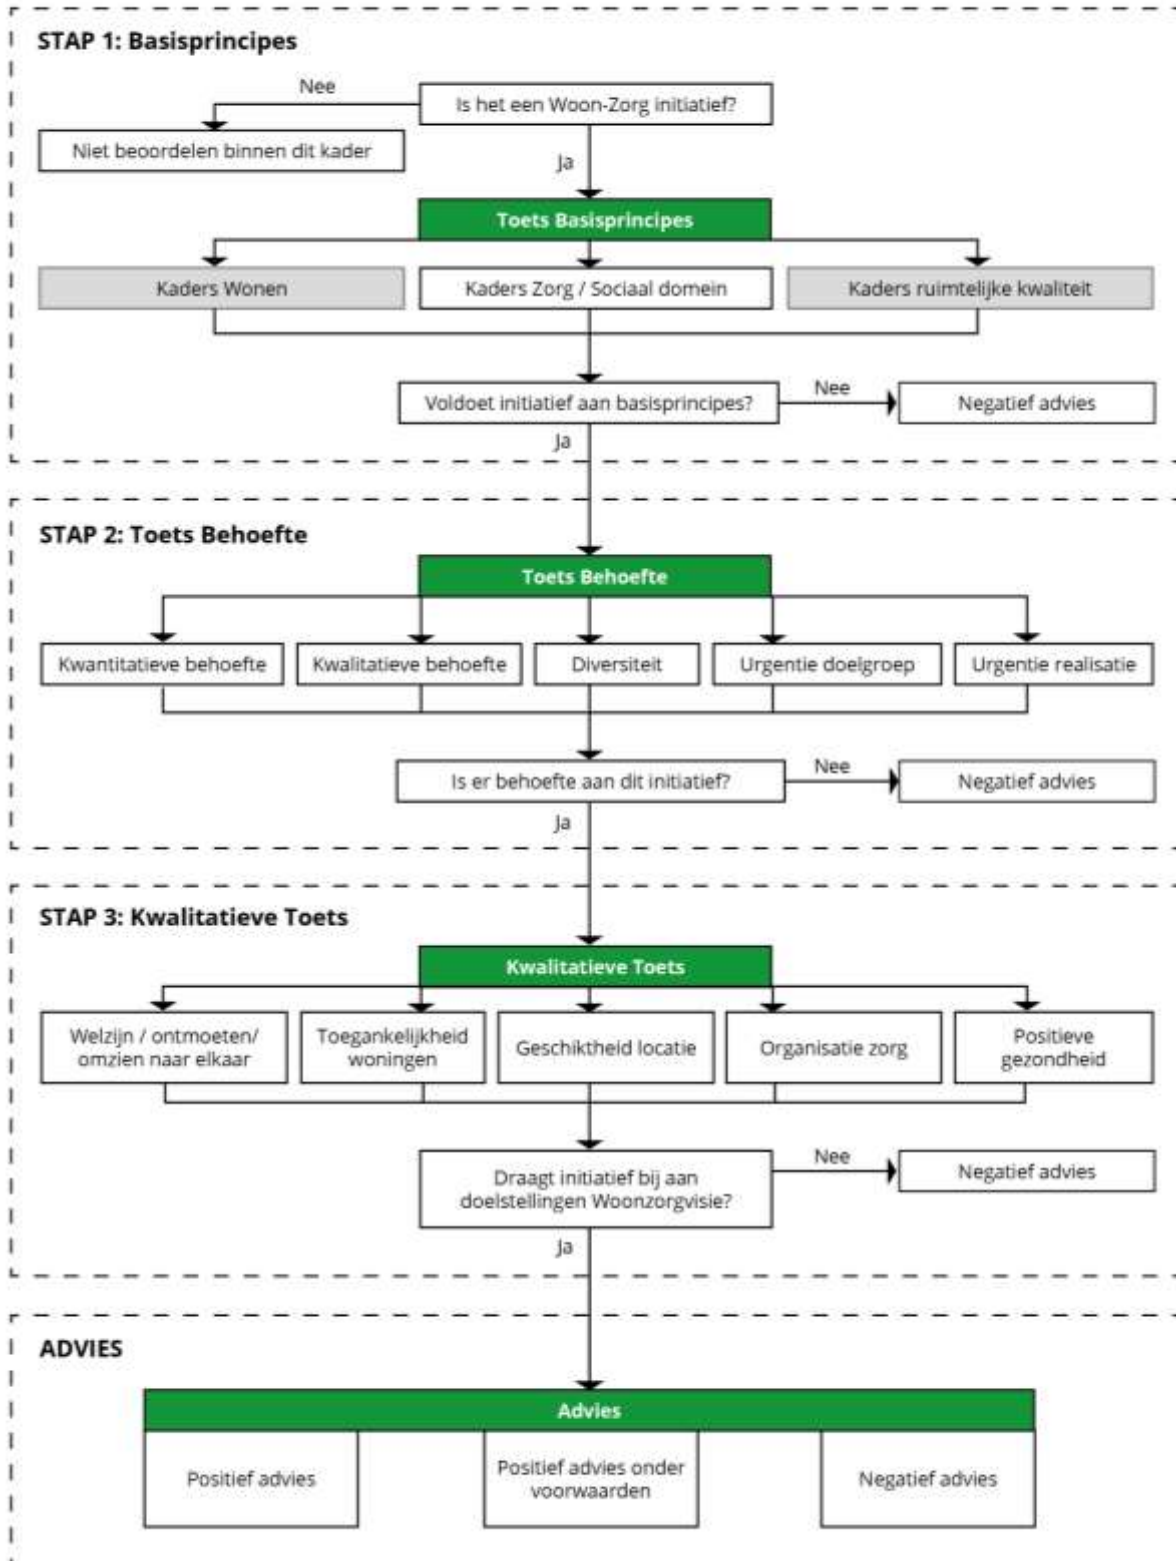 STAP 1: Basisprincipes
Nee
Is het een Woon-Zorg initiatief?
Niet beoordelen binnen dit kader
Ja
Toets Basisprincipes
Kaders Wonen
Kaders Zorg / Sociaal domein
Kaders ruimtelijke kwaliteit
Voldoet initiatief aan basisprincipes?
Nee
Negatief advies
Ja
STAP 2: Toets Behoefte
Toets Behoefte
Kwantitatieve behoefte
Kwalitatieve behoefte
Diversiteit
Urgentie doelgroep
Urgentie realisatie
Is er behoefte aan dit initiatief?
Nee
Negatief advies
Ja
STAP 3: Kwalitatieve Toets
Kwalitatieve Toets
Welzijn / ontmoeten/
omzien naar elkaar
Toegankelijkheid
woningen
Geschiktheid locatie
Organisatie zorg
Positieve
gezondheid
Draagt initiatief bij aan
doelstellingen Woonzorgvisie?
Nee
Negatief advies
Ja
ADVIES
Advies
Positief advies
Positief advies onder
voorwaarden
Negatief advies